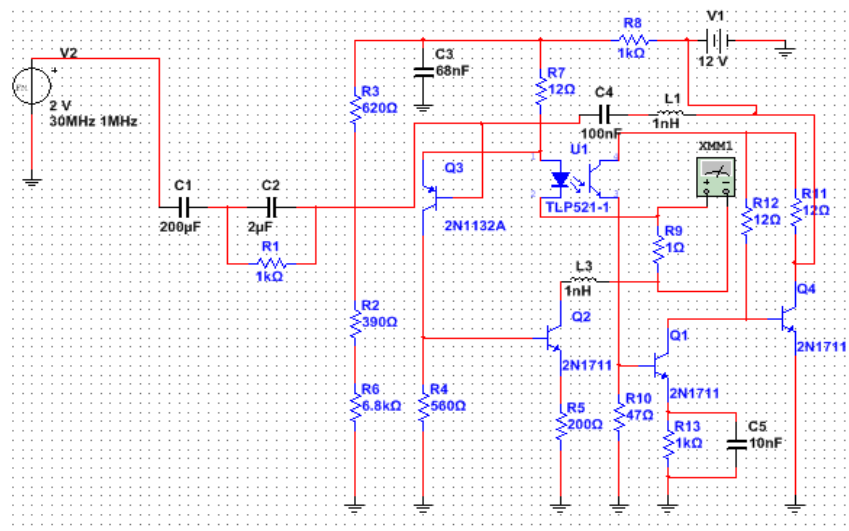 V2
FM
2 V
30MHz 1MHz
C1
200µF
C2
2µF
R1
1kΩ
R3
620Ω
R2
390Ω
R6
6.8kΩ
C3
68nF
R4
560Ω
Q3
2N1132A
R7
12Ω
R8
1kΩ
V1
12 V
C4
100nF
L1
1nH
U1
TLP521-1
XMM1
R9
1Ω
R12
12Ω
R11
12Ω
L3
1nH
Q2
2N1711
R5
200Ω
R10
47Ω
Q1
2N1711
R13
1kΩ
C5
10nF
Q4
2N1711